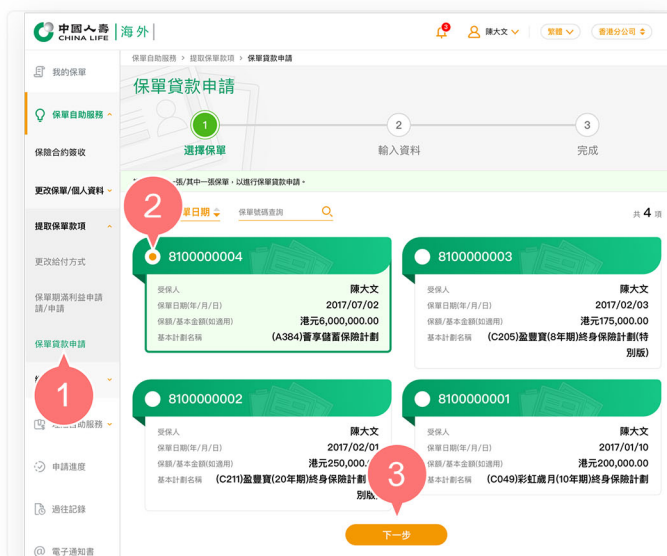 中國人壽
CHINA LIFE
海外
3
陳大文
繁體
香港分公司
我的保單
保單自助服務
保險合約簽收
更改保單/個人資料
提取保單款項
更改給付方式
保單期滿利益申請
請/申請
保單貸款申請
1
自助服務
申請進度
過往記錄
電子通知書
保單自助服務 > 提取保單款項 > 保單貸款申請
保單貸款申請
1
2
3
選擇保單
輸入資料
完成
一張/其中一張保單，以進行保單貸款申請。
2
單日期
保單號碼查詢
共 4 項
8100000004
受保人 陳大文
保單日期(年/月/日) 2017/07/02
保額/基本金額(如適用) 港元6,000,000.00
基本計劃名稱 (A384)薈享儲蓄保險計劃
8100000003
受保人 陳大文
保單日期(年/月/日) 2017/02/03
保額/基本金額(如適用) 港元175,000.00
基本計劃名稱 (C205)盈豐寶(8年期)終身保險計劃(特
別版)
8100000002
受保人 陳大文
保單日期(年/月/日) 2017/02/01
保額/基本金額(如適用) 港元250,000.
基本計劃名稱 (C211)盈豐寶(20年期)終身保險計劃
別版
8100000001
受保人 陳大文
保單日期(年/月/日) 2017/01/10
保額/基本金額(如適用) 港元200,000.00
基本計劃名稱 (C049)彩虹歲月(10年期)終身保險計劃
3
下一步